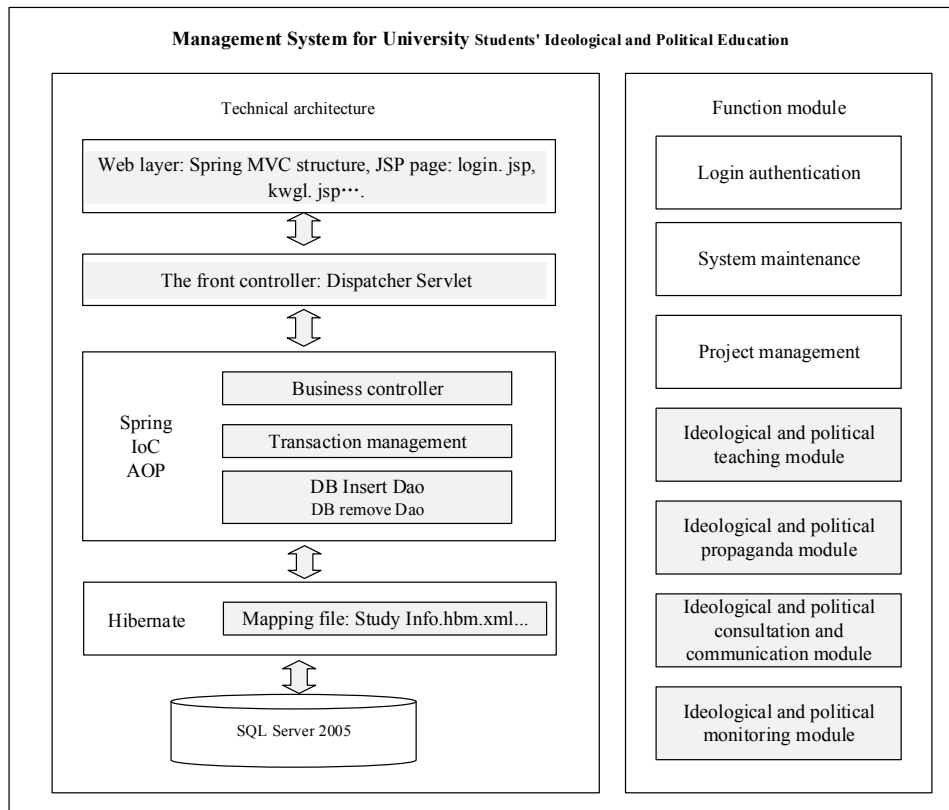 Management System for University Students' Ideological and Political Education
Technical architecture
Web layer: Spring MVC structure, JSP page: login. jsp,
kwgl. jsp⋯.
The front controller: Dispatcher Servlet
Spring
IoC
AOP
Business controller
Transaction management
DB Insert Dao
DB remove Dao
Hibernate
Mapping file: Study Info.hbm.xml...
SQL Server 2005
Function module
Login authentication
System maintenance
Project management
Ideological and political
teaching module
Ideological and political
propaganda module
Ideological and political
consultation and
communication module
Ideological and political
monitoring module